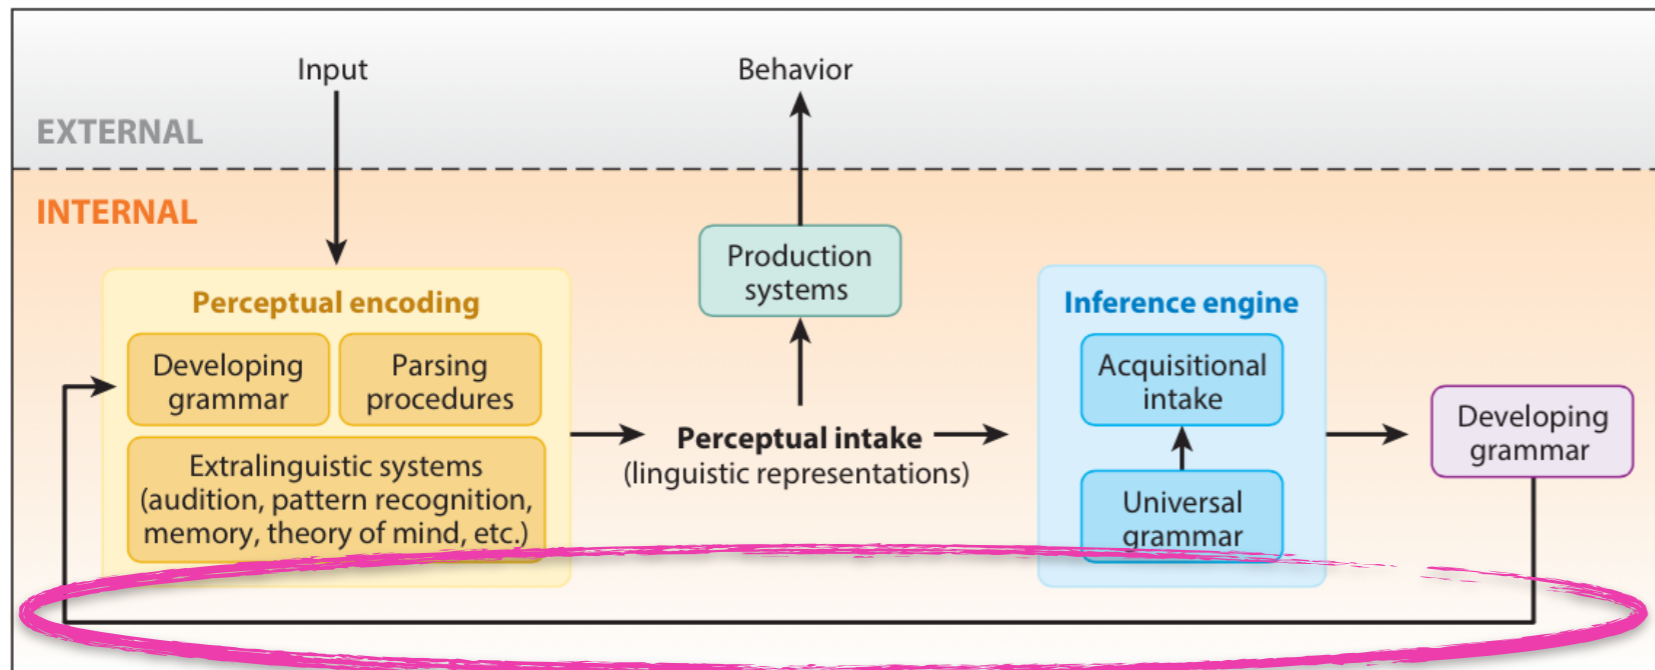 Input
Behavior
EXTERNAL
INTERNAL
Perceptual encoding
Developing
grammar
Parsing
procedures
Extralinguistic systems
(audition, pattern recognition,
memory, theory of mind, etc.)
Production
systems
Perceptual intake
(linguistic representations)
Inference engine
Acquisitional
intake
Universal
grammar
Developing
grammar